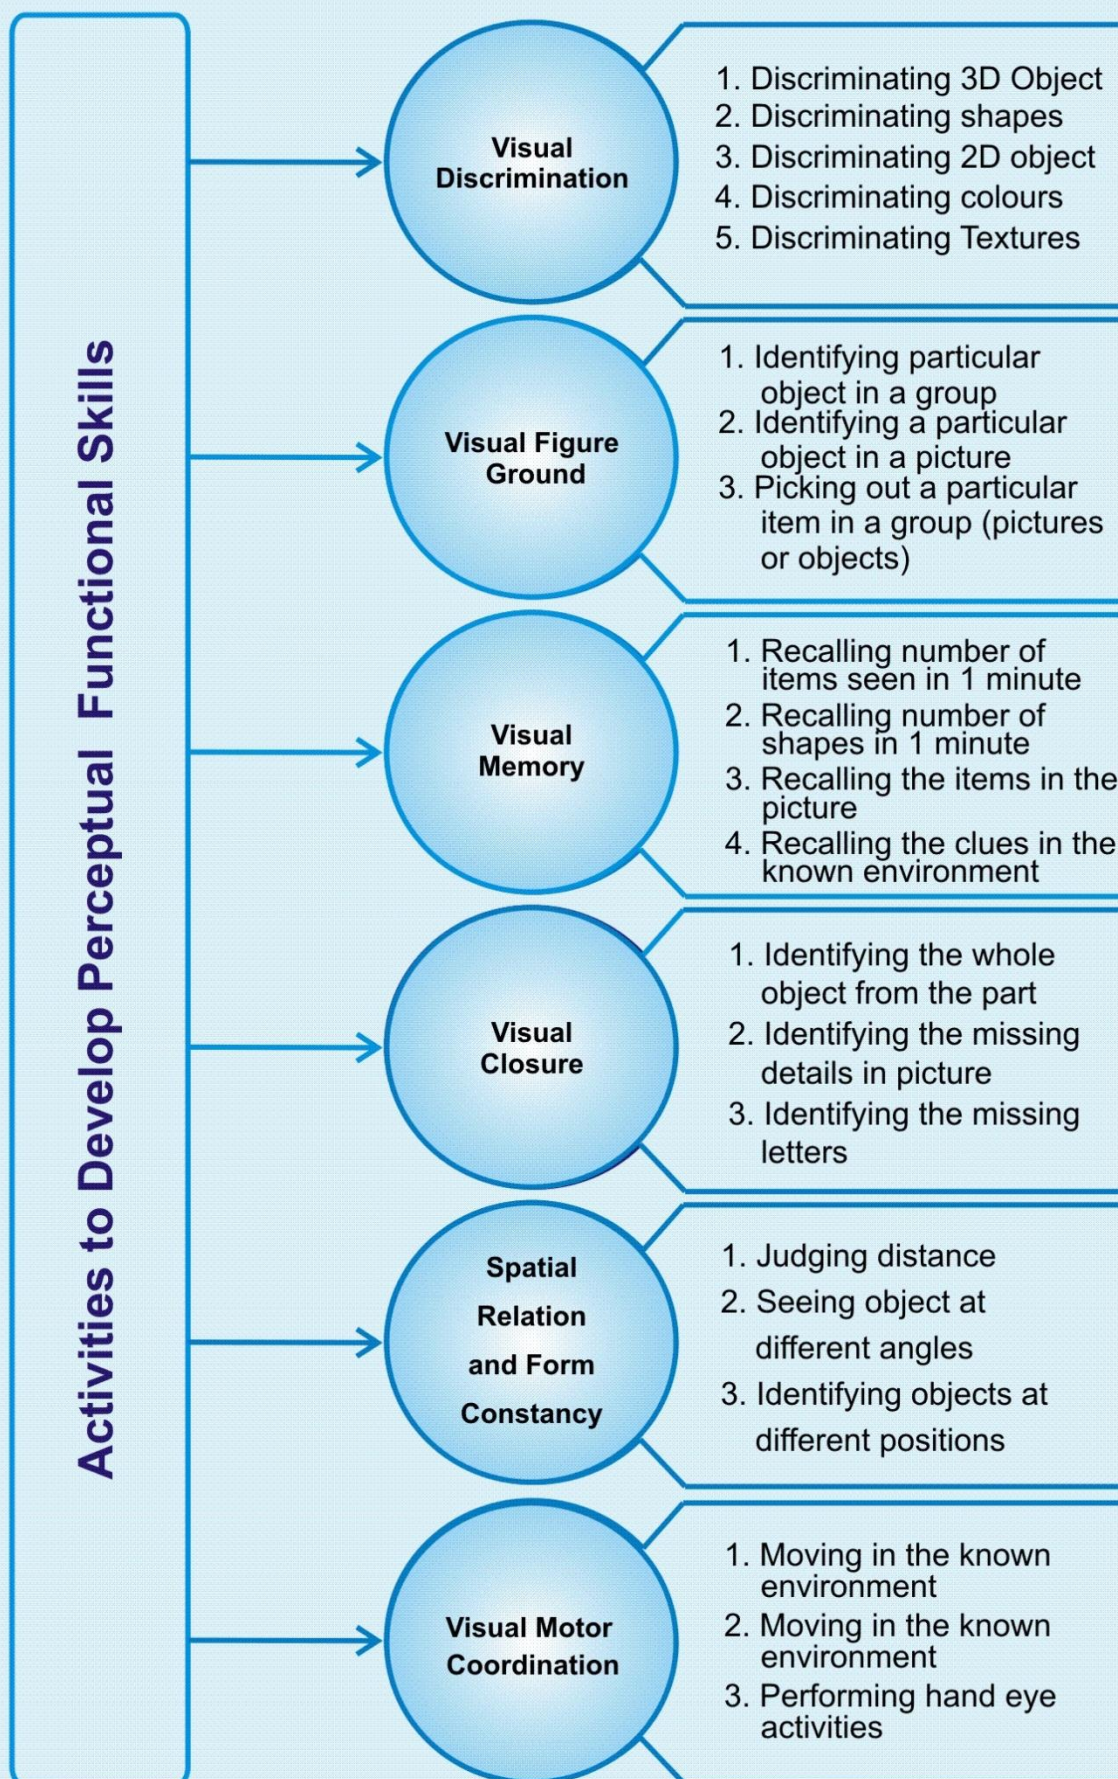 Activities to Develop Perceptual Functional Skills
Visual
Discrimination
1. Discriminating 3D Object
2. Discriminating shapes
3. Discriminating 2D object
4. Discriminating colours
5. Discriminating Textures
Visual Figure
Ground
1. Identifying particular
object in a group
2. Identifying a particular
object in a picture
3. Picking out a particular
item in a group (pictures
or objects)
Visual
Memory
1. Recalling number of
items seen in 1 minute
2. Recalling number of
shapes in 1 minute
3. Recalling the items in the
picture
4. Recalling the clues in the
known environment
Visual
Closure
1. Identifying the whole
object from the part
2. Identifying the missing
details in picture
3. Identifying the missing
letters
Spatial
Relation
and Form
Constancy
1. Judging distance
2. Seeing object at
different angles
3. Identifying objects at
different positions
Visual Motor
Coordination
1. Moving in the known
environment
2. Moving in the known
environment
3. Performing hand eye
activities